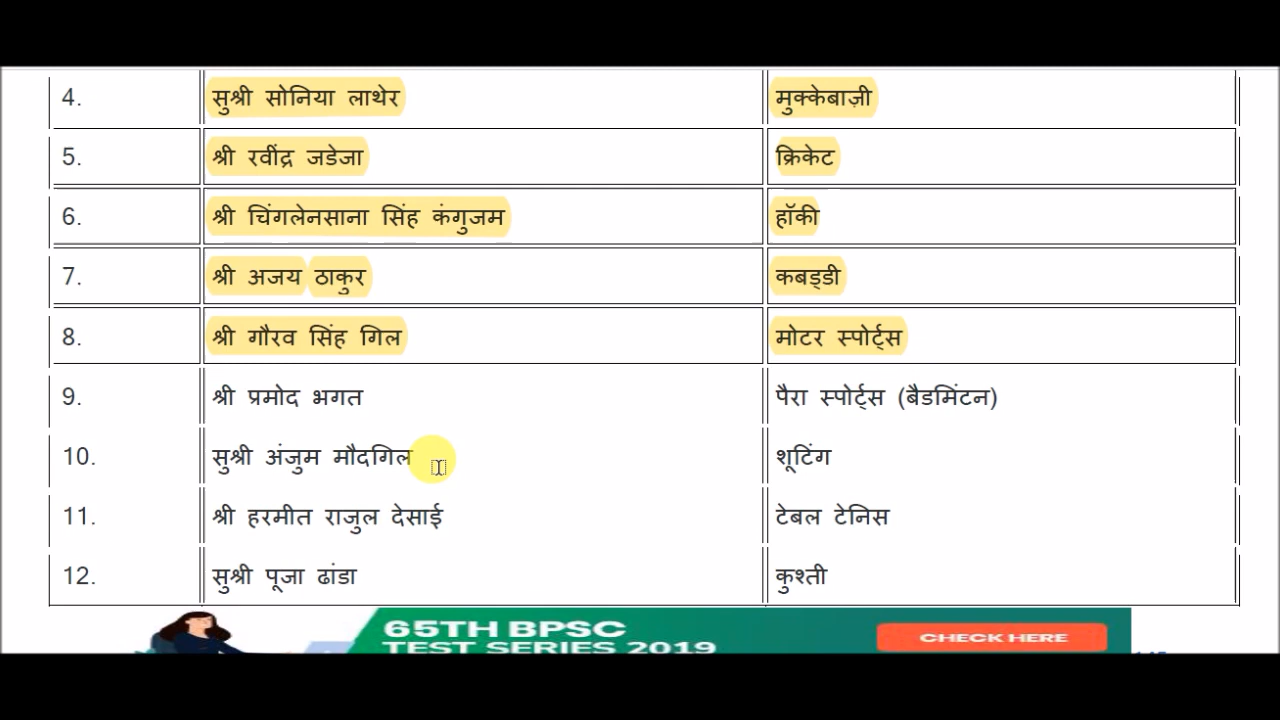 4. सुश्री सोनिया लाथेर मुक्केबाज़ी
5. श्री रवींद्र जडेजा क्रिकेट
6. श्री चिंगलेनसाना सिंह कंगुजम हॉकी
7. श्री अजय ठाकुर कबड्डी
8. श्री गौरव सिंह गिल मोटर स्पोर्ट्स
9. श्री प्रमोद भगत पैरा स्पोर्ट्स (बैडमिंटन)
10. सुश्री अंजुम मौदगिल शूटिंग
11. श्री हरमीत राजुल देसाई टेबल टेनिस
12. सुश्री पूजा ढांडा कुश्ती
65TH BPSC
TEST SERIES 2019
CHECK HERE